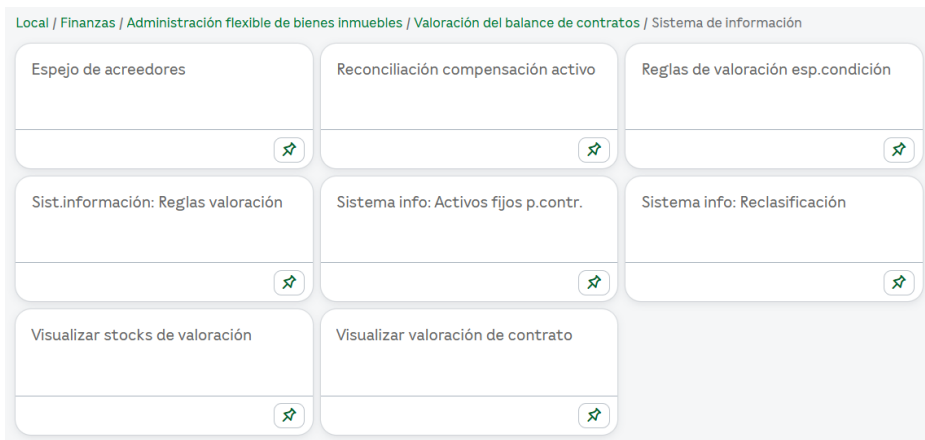 Local / Finanzas / Administración flexible de bienes inmuebles / Valoración del balance de contratos / Sistema de información
Espejo de acreedores
Reconciliación compensación activo
Reglas de valoración esp.condición
Sist.información: Reglas valoración
Sistema info: Activos fijos p.contr.
Sistema info: Reclasificación
Visualizar stocks de valoración
Visualizar valoración de contrato